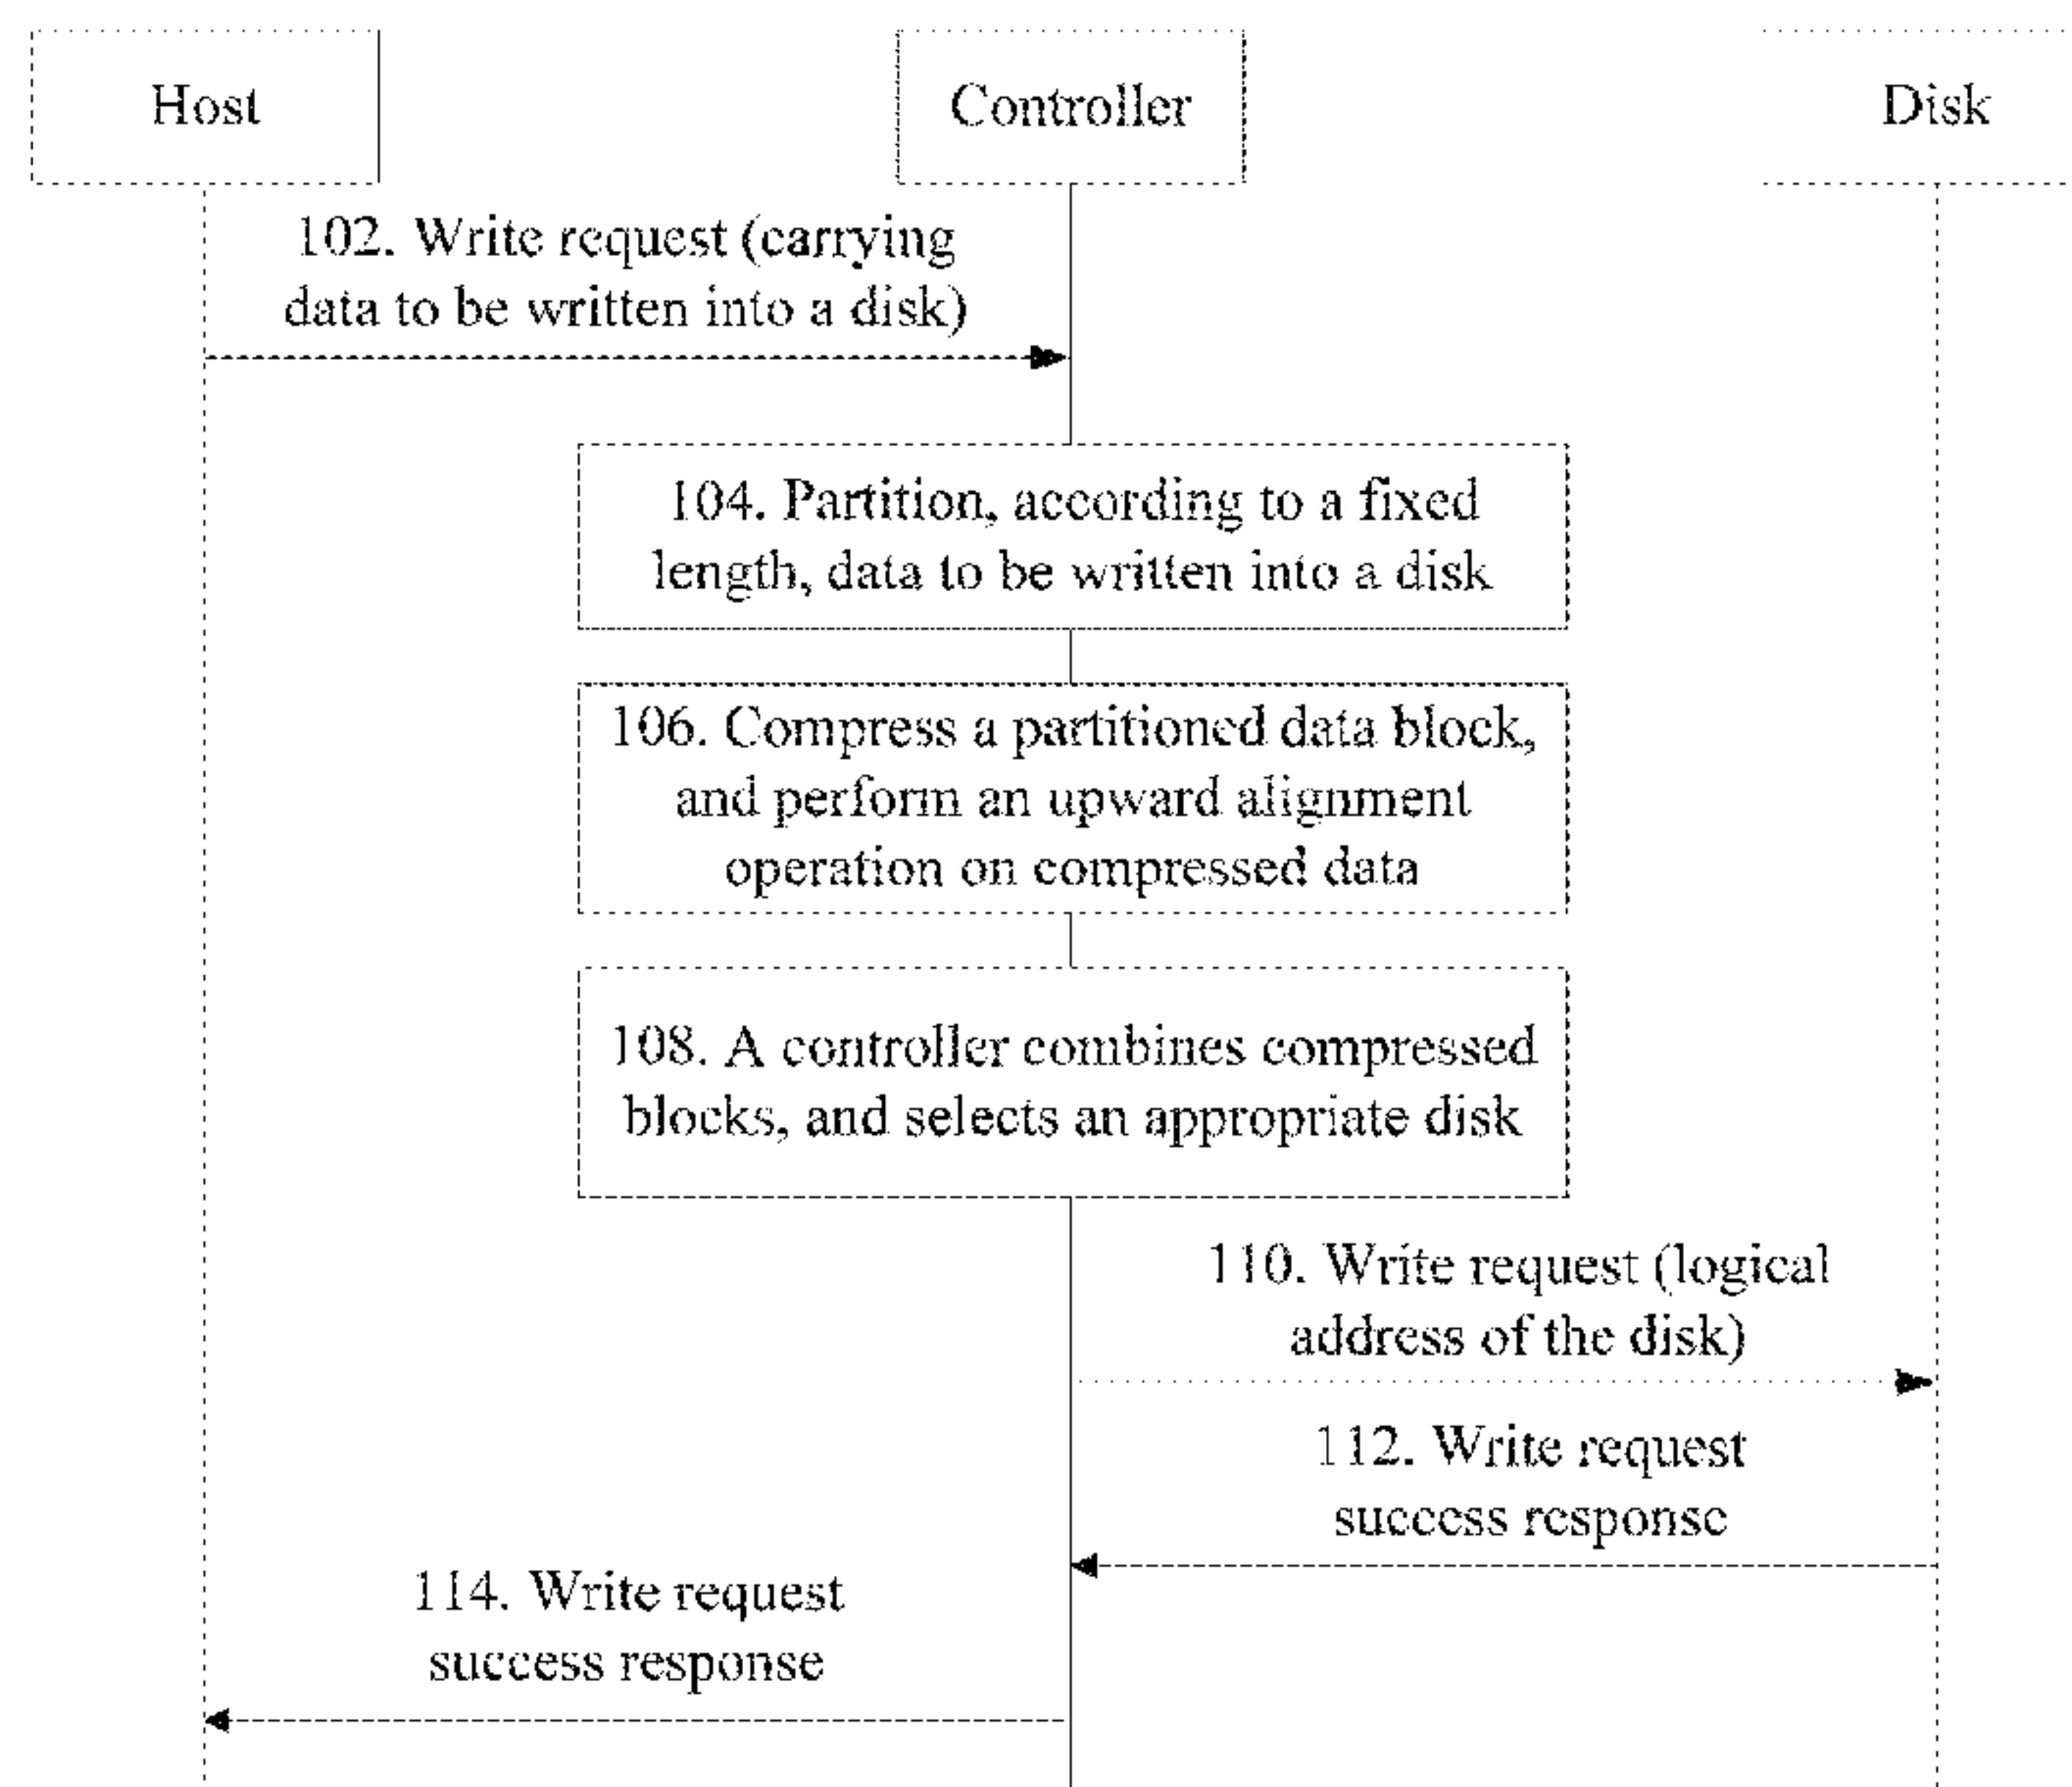 Host
Controller
Disk
102. Write request (carrying
data to be written into a disk)
104. Partition, according to a fixed
length, data to be written into a disk
106. Compress a partitioned data block,
and perform an upward alignment
operation on compressed data
108. A controller combines compressed
blocks, and selects an appropriate disk
110. Write request (logical
address of the disk)
112. Write request
success response
114. Write request
success response